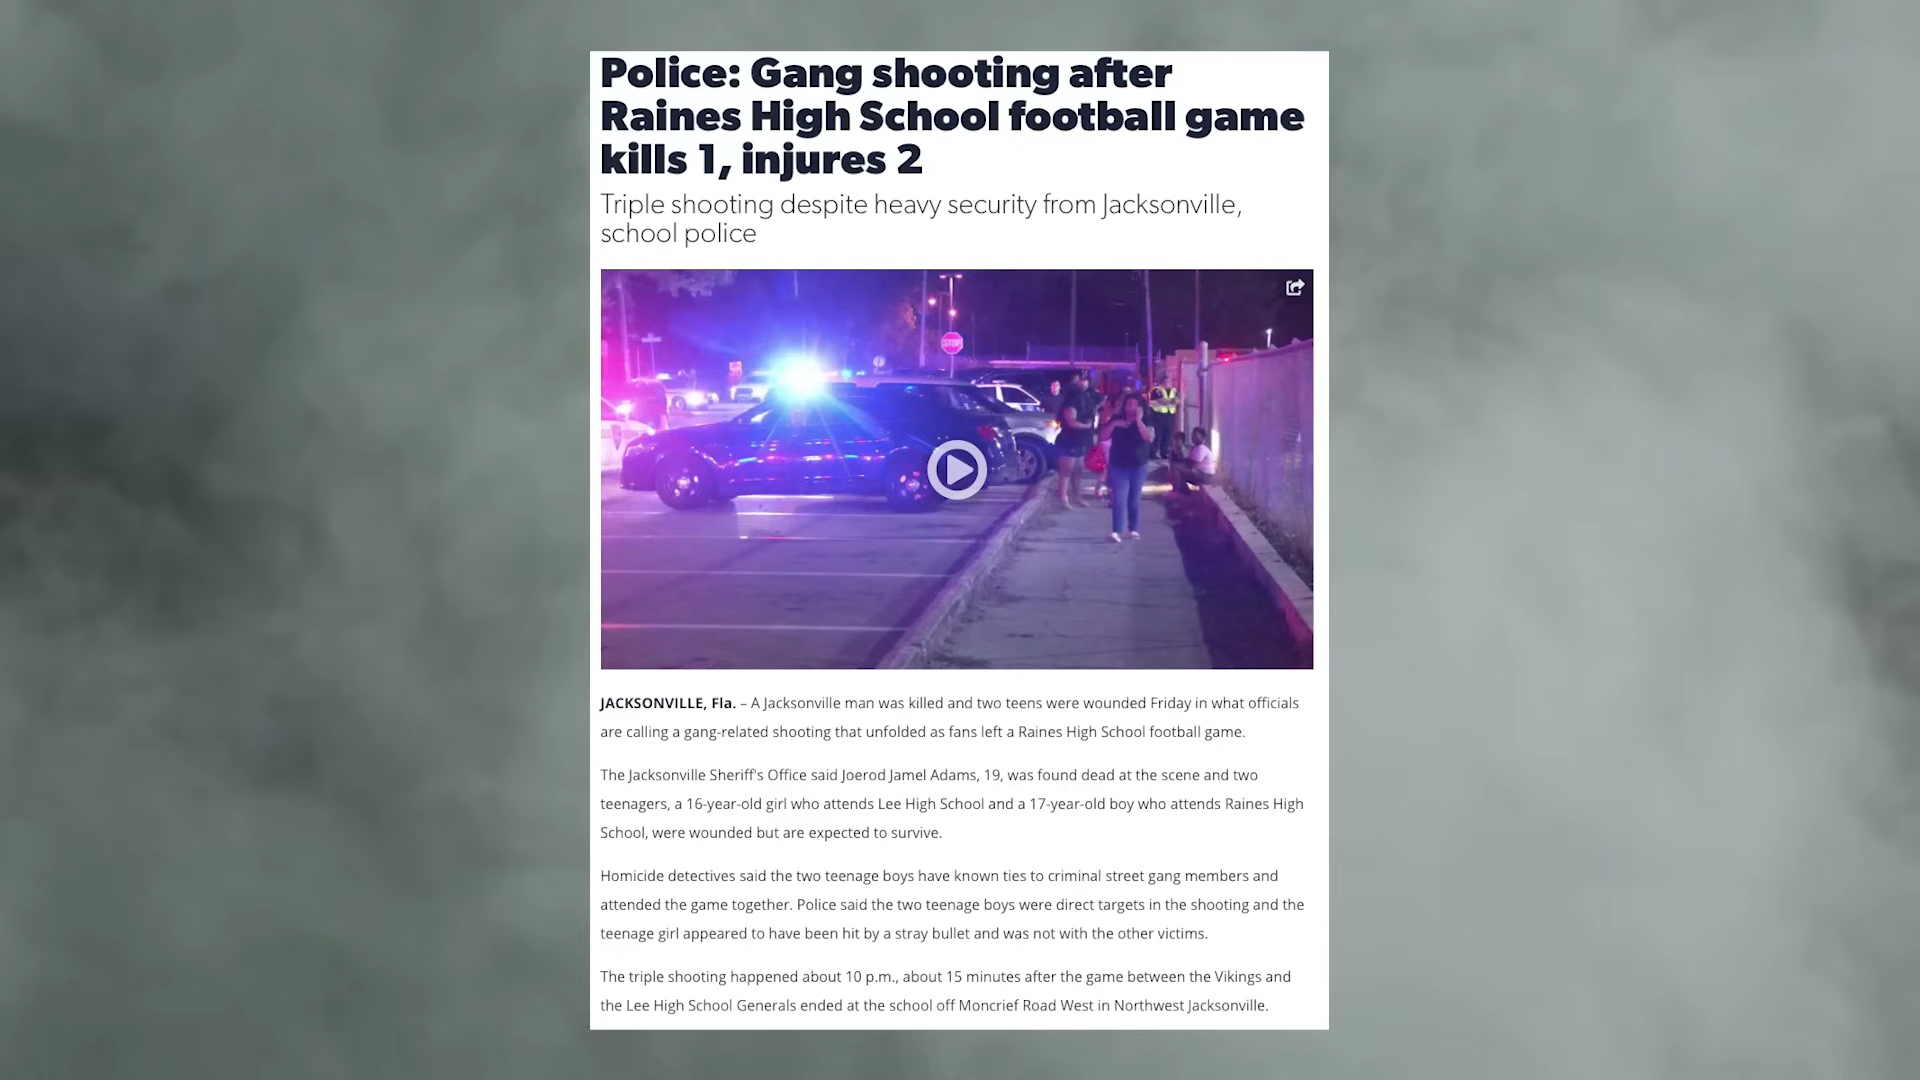 Police: Gang shooting after
Raines High School football game
kills 1, injures 2
Triple shooting despite heavy security from Jacksonville,
school police
STOP
JACKSONVILLE, Fla. – A Jacksonville man was killed and two teens were wounded Friday in what officials
are calling a gang-related shooting that unfolded as fans left a Raines High School football game.
The Jacksonville Sheriff's Office said Joerod Jamel Adams, 19, was found dead at the scene and two
teenagers, a 16-year-old girl who attends Lee High School and a 17-year-old boy who attends Raines High
School, were wounded but are expected to survive.
Homicide detectives said the two teenage boys have known ties to criminal street gang members and
attended the game together. Police said the two teenage boys were direct targets in the shooting and the
teenage girl appeared to have been hit by a stray bullet and was not with the other victims.
The triple shooting happened about 10 p.m., about 15 minutes after the game between the Vikings and
the Lee High School Generals ended at the school off Moncrief Road West in Northwest Jacksonville.